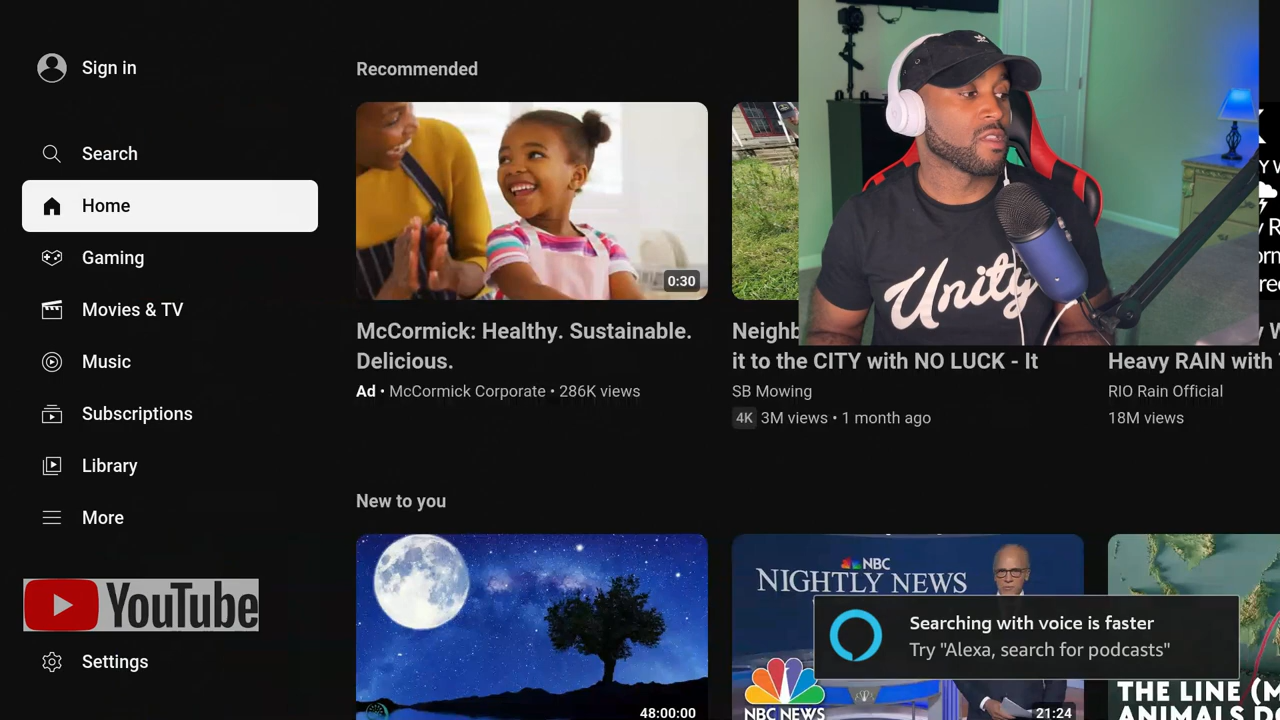 Sign in
Search
Home
Gaming
Movies & TV
Music
Subscriptions
Library
More
YouTube
Settings
Recommended
0:30
McCormick: Healthy. Sustainable.
Delicious.
Ad • McCormick Corporate • 286K views
it to the CITY with NO LUCK - It
SB Mowing
4K 3M views • 1 month ago
Unity
Heavy RAIN with
RIO Rain Official
18M views
New to you
48:00:00
NBC
NIGHTLY NEWS
NBC NEWS
21:24
Searching with voice is faster
Try "Alexa, search for podcasts"
THE LINE
ANIMALS